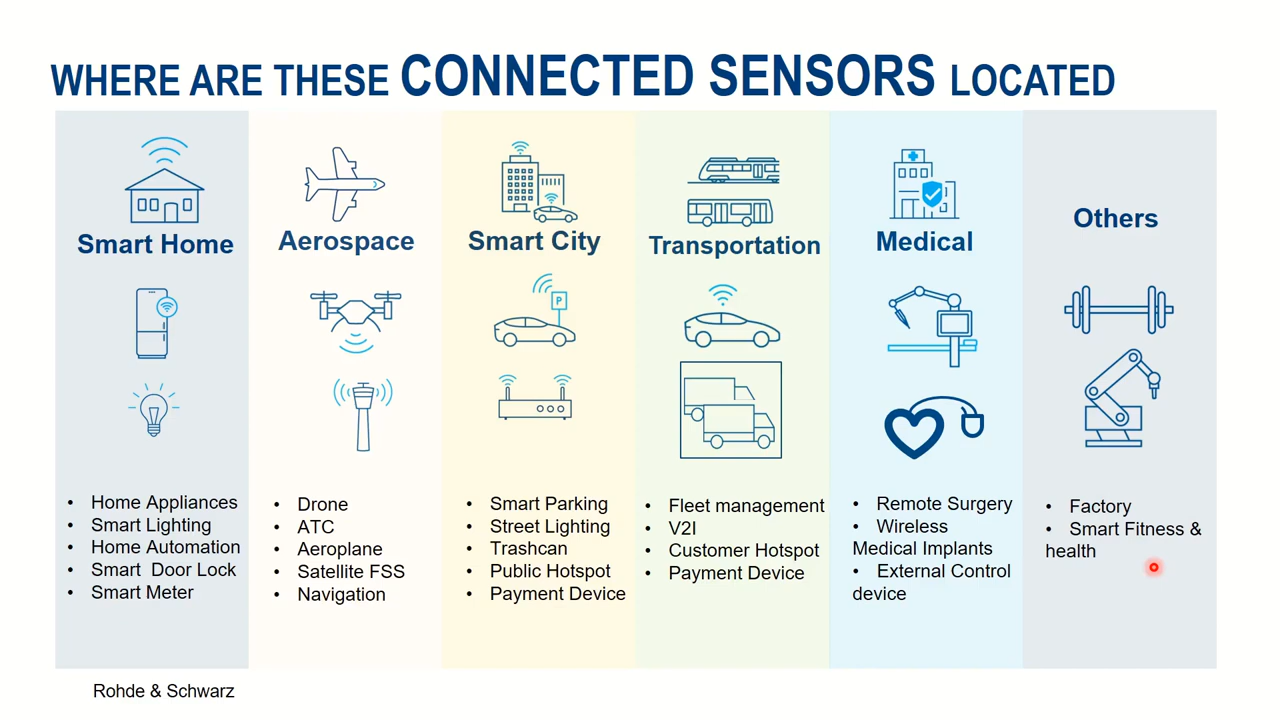 WHERE ARE THESE CONNECTED SENSORS LOCATED
Smart Home
Aerospace
Smart City
Transportation
Medical
Others
P
• Home Appliances
• Smart Lighting
• Home Automation
• Smart Door Lock
• Smart Meter
• Drone
• ATC
• Aeroplane
• Satellite FSS
• Navigation
• Smart Parking
• Street Lighting
• Trashcan
• Public Hotspot
• Payment Device
• Fleet management
• V2I
• Customer Hotspot
• Payment Device
• Remote Surgery
• Wireless
Medical Implants
• External Control
device
• Factory
• Smart Fitness &
health
Rohde & Schwarz